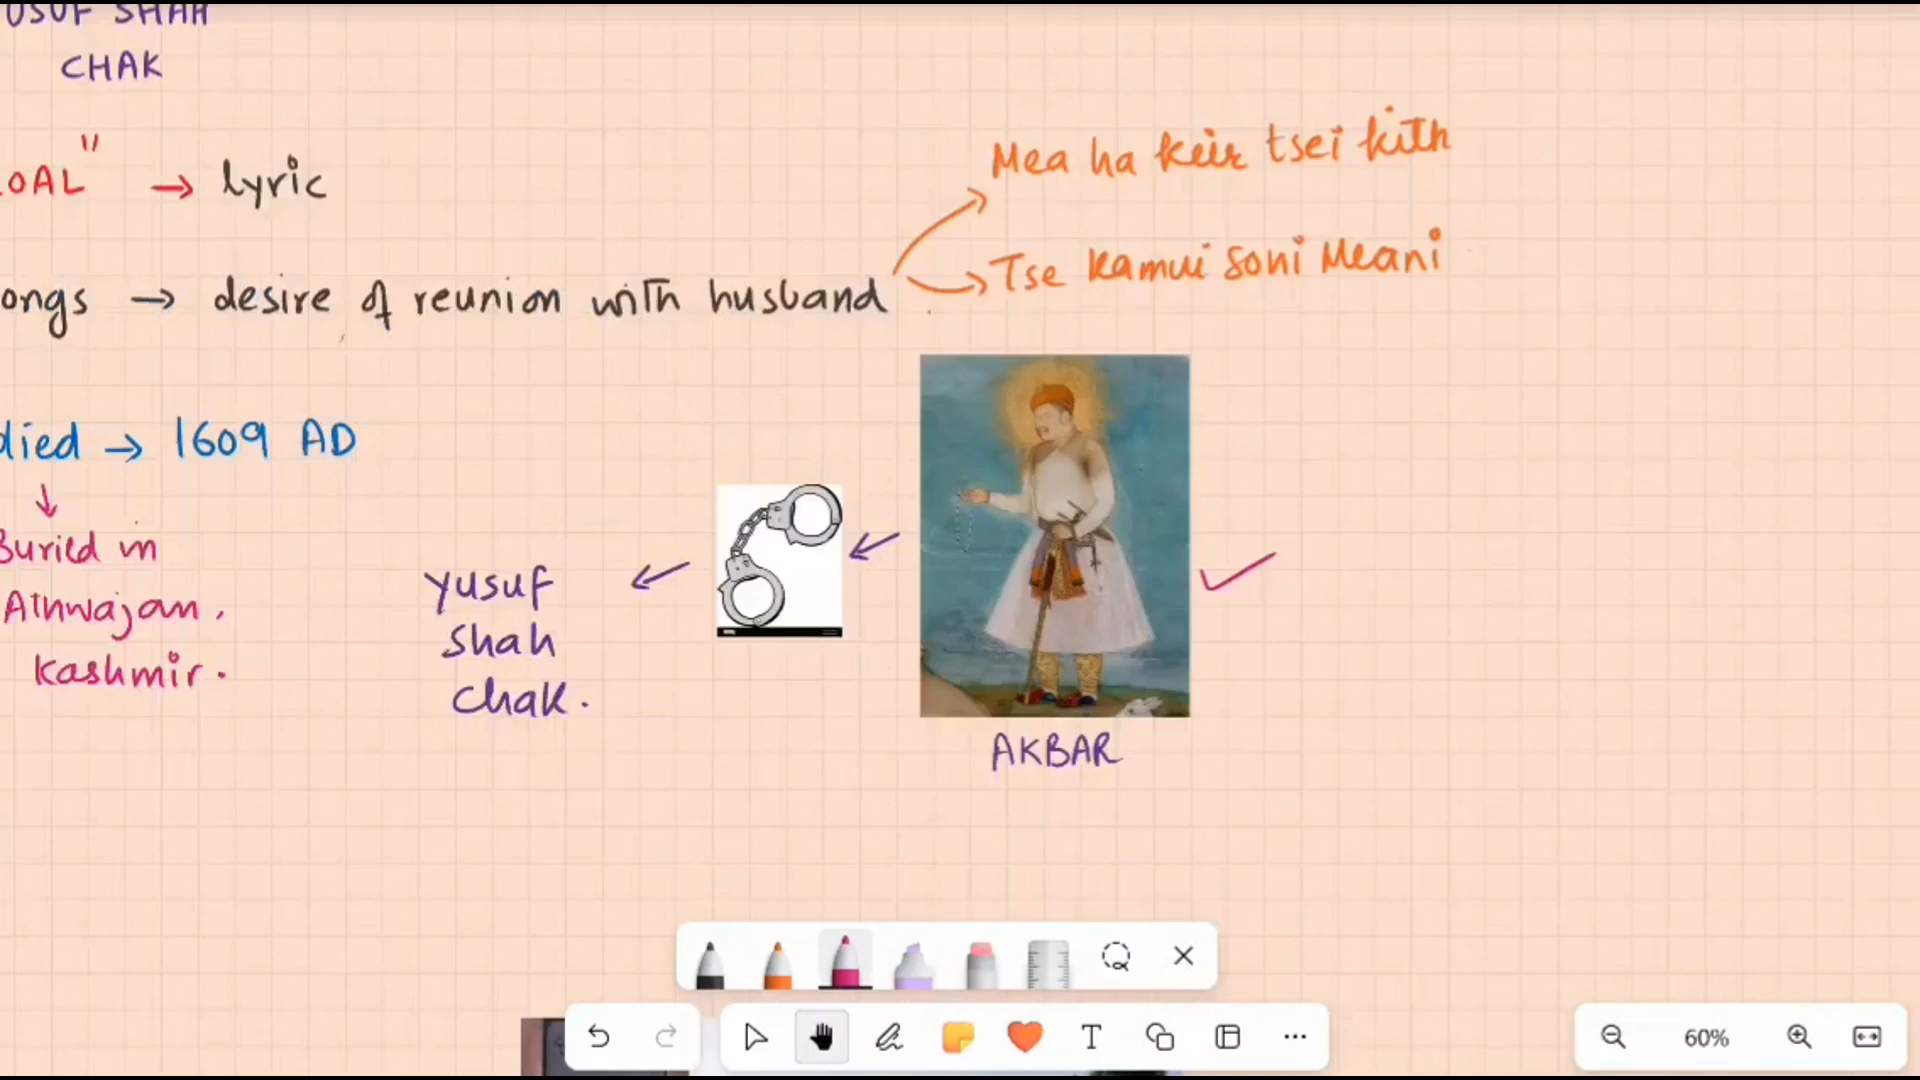 USUF SHAH
CHAK
LOAL" → lyric
ongs → desire of reunion with husband
Mea ha keir tsei kith
Tse kamui soni Meani
died → 1609 AD
Buried in
Athwajan,
Kashmir.
Yusuf
Shah
Chak.
AKBAR
T
60%